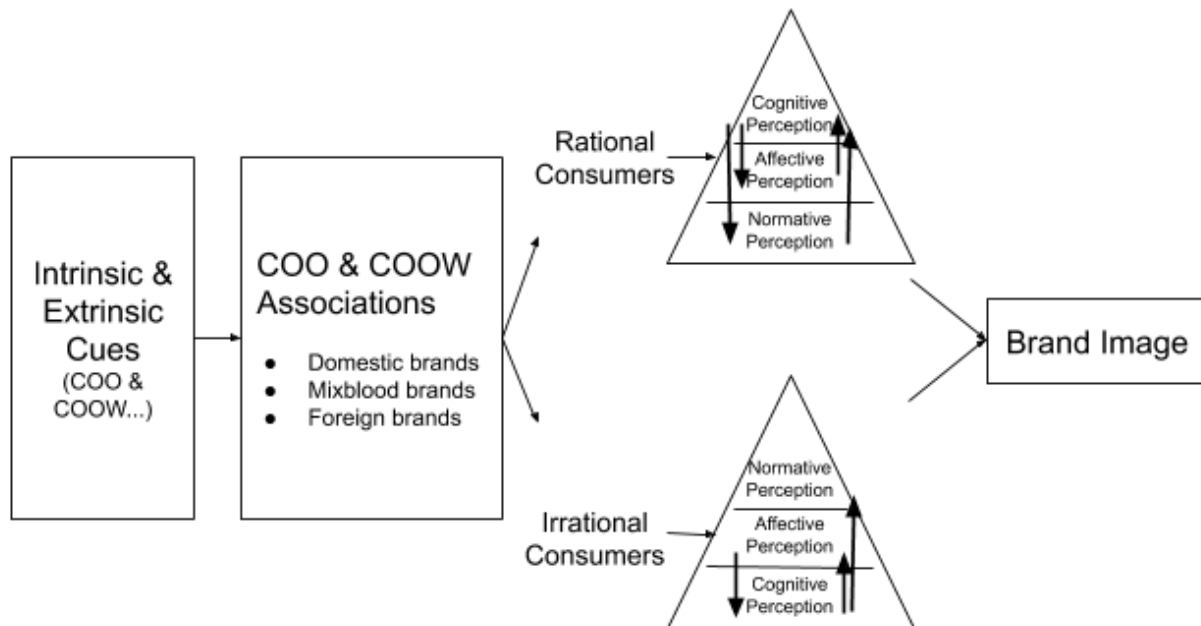 Intrinsic &
Extrinsic
Cues
(COO &
COOW...)
COO & COOW
Associations
● Domestic brands
● Mixblood brands
● Foreign brands
Rational
Consumers
Cognitive
Perception
Affective
Perception
Normative
Perception
Irrational
Consumers
Normative
Perception
Affective
Perception
Cognitive
Perception
Brand Image